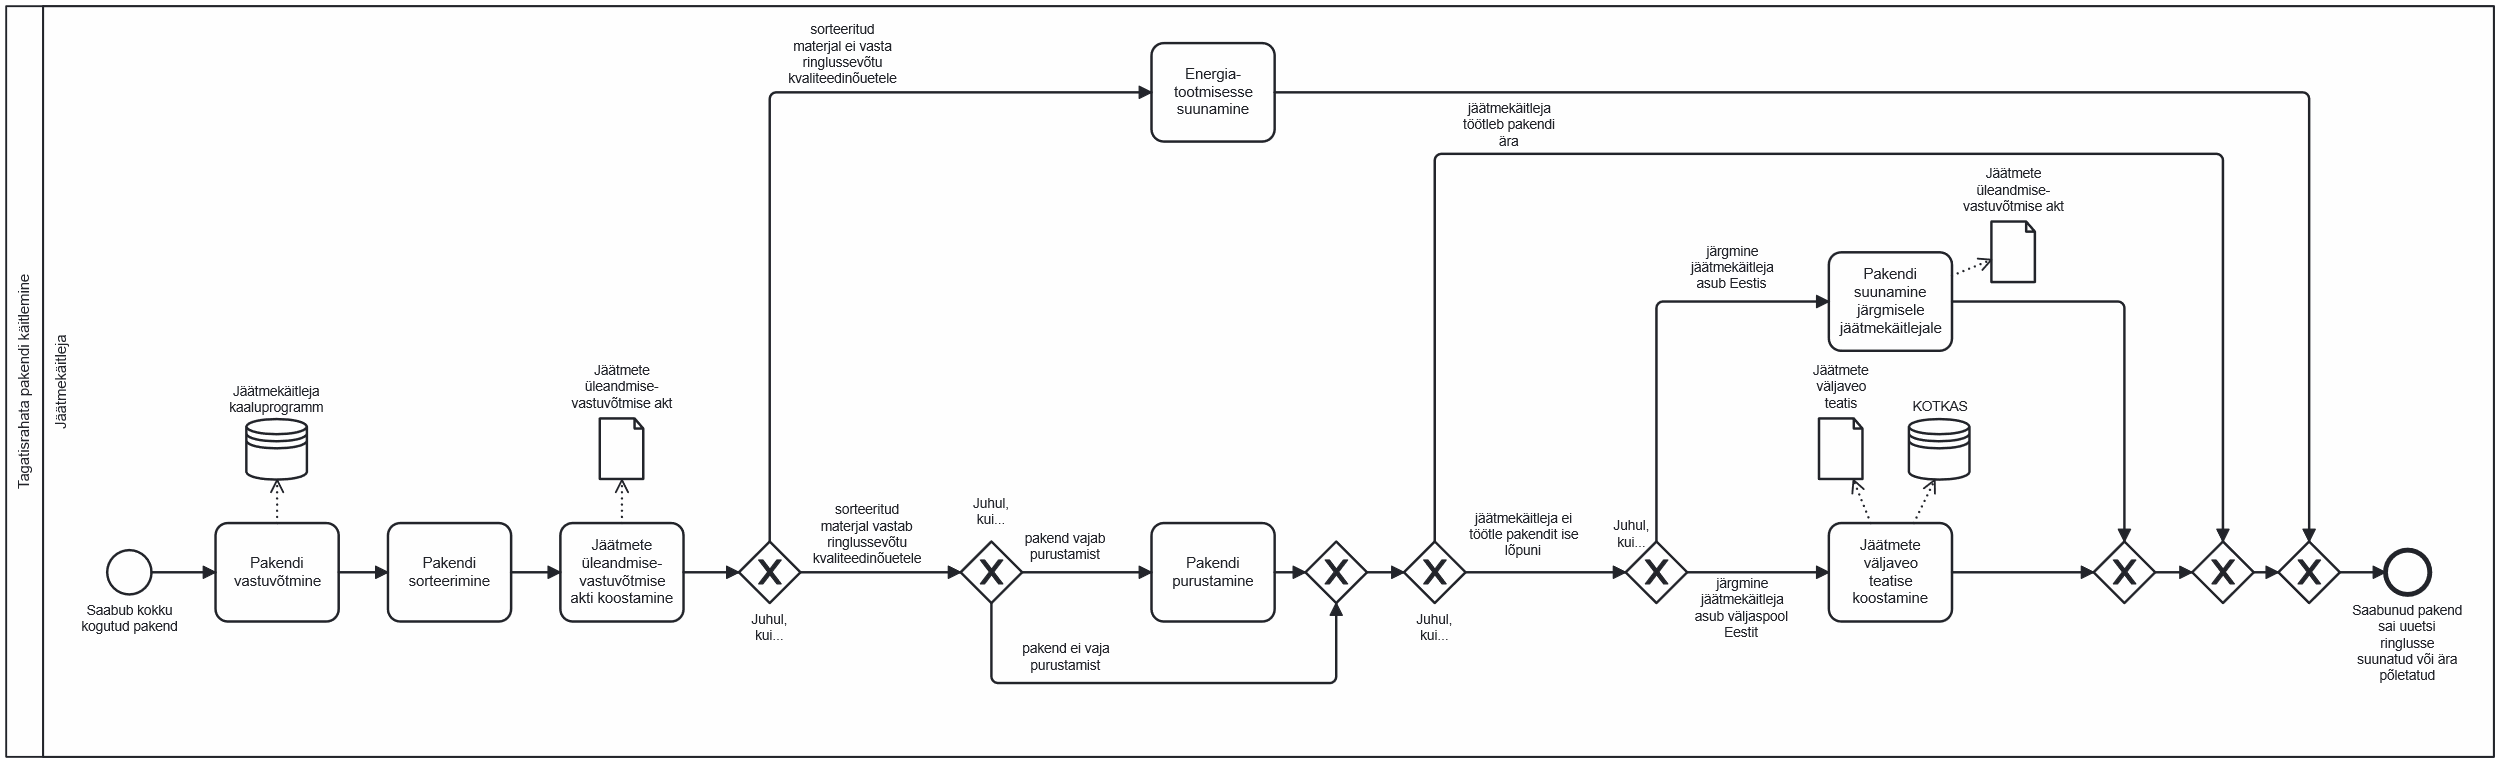 Tagatisrahata pakendi käitlemine
Jäätmekäitleja
Saabub kokku
kogutud pakend
Jäätmekäitleja
kaaluprogramm
Pakendi
vastuvõtmine
Pakendi
sorteerimine
Jäätmete
üleandmise-
vastuvõtmise akt
Jäätmete
üleandmise-
vastuvõtmise
akti koostamine
Juhul,
kui...
sorteeritud
materjal ei vasta
ringlussevõtu
kvaliteedinõuetele
Energia-
tootmisesse
suunamine
sorteeritud
materjal vastab
ringlussevõtu
kvaliteedinõuetele
Juhul,
kui...
pakend vajab
purustamist
pakend ei vaja
purustamist
Pakendi
purustamine
Juhul,
kui...
jäätmekäitleja
töötleb pakendi
ära
jäätmekäitleja ei
töötle pakendit ise
lõpuni
Juhul,
kui...
järgmine
jäätmekäitleja
asub Eestis
Pakendi
suunamine
järgmisele
jäätmekäitlejale
Jäätmete
üleandmise-
vastuvõtmise akt
järgmine
jäätmekäitleja
asub väljaspool
Eestit
Jäätmete
väljaveo
teatis
KOTKAS
Jäätmete
väljaveo
teatise
koostamine
Saabunud pakend
sai uuetsi
ringlusse
suunatud või ära
põletatud